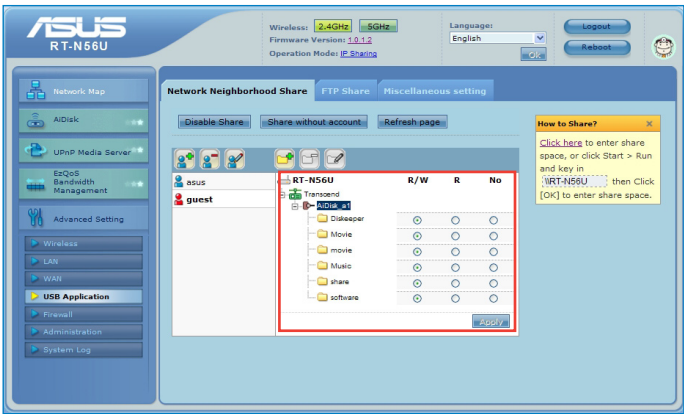 ASUS
RT-N56U
Wireless: 2.4GHz 5GHz
Firmware Version: 1.0.1.2
Operation Mode: IP Sharing
Language:
English
OK
Logout
Reboot
Network Map
AiDisk
UPnP Media Server
EzQoS
Bandwidth
Management
Advanced Setting
Wireless
LAN
WAN
USB Application
Firewall
Administration
System Log
Network Neighborhood Share FTP Share Miscellaneous setting
Disable Share Share without account Refresh page
asus
guest
RT-N56U R/W R No
Transcend
AiDisk_a1
Diskeeper
Movie
movie
Music
share
software
Apply
How to Share? ×
Click here to enter share
space, or click Start > Run
and key in
\\RT-N56U then Click
[OK] to enter share space.